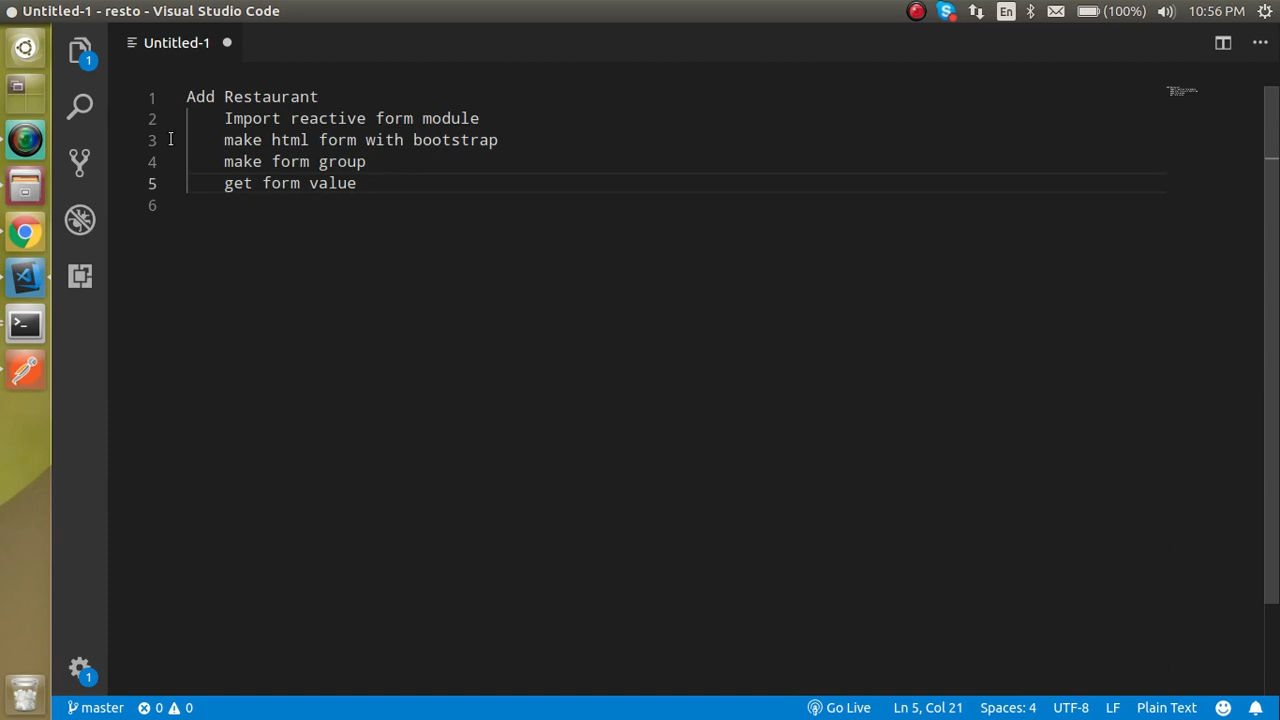 Untitled-1 - resto - Visual Studio Code
En
(100%)
10:56 PM
Untitled-1
1
1 Add Restaurant
2 Import reactive form module
3 make html form with bootstrap
4 make form group
5 get form value
6
1
master
0
0
Go Live
Ln 5, Col 21
Spaces: 4
UTF-8
LF
Plain Text